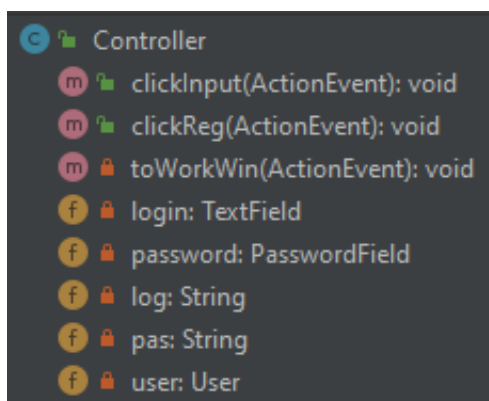 C Controller
m clickInput(ActionEvent): void
m clickReg(ActionEvent): void
m toWorkWin(ActionEvent): void
f login: TextField
f password: PasswordField
f log: String
f pas: String
f user: User